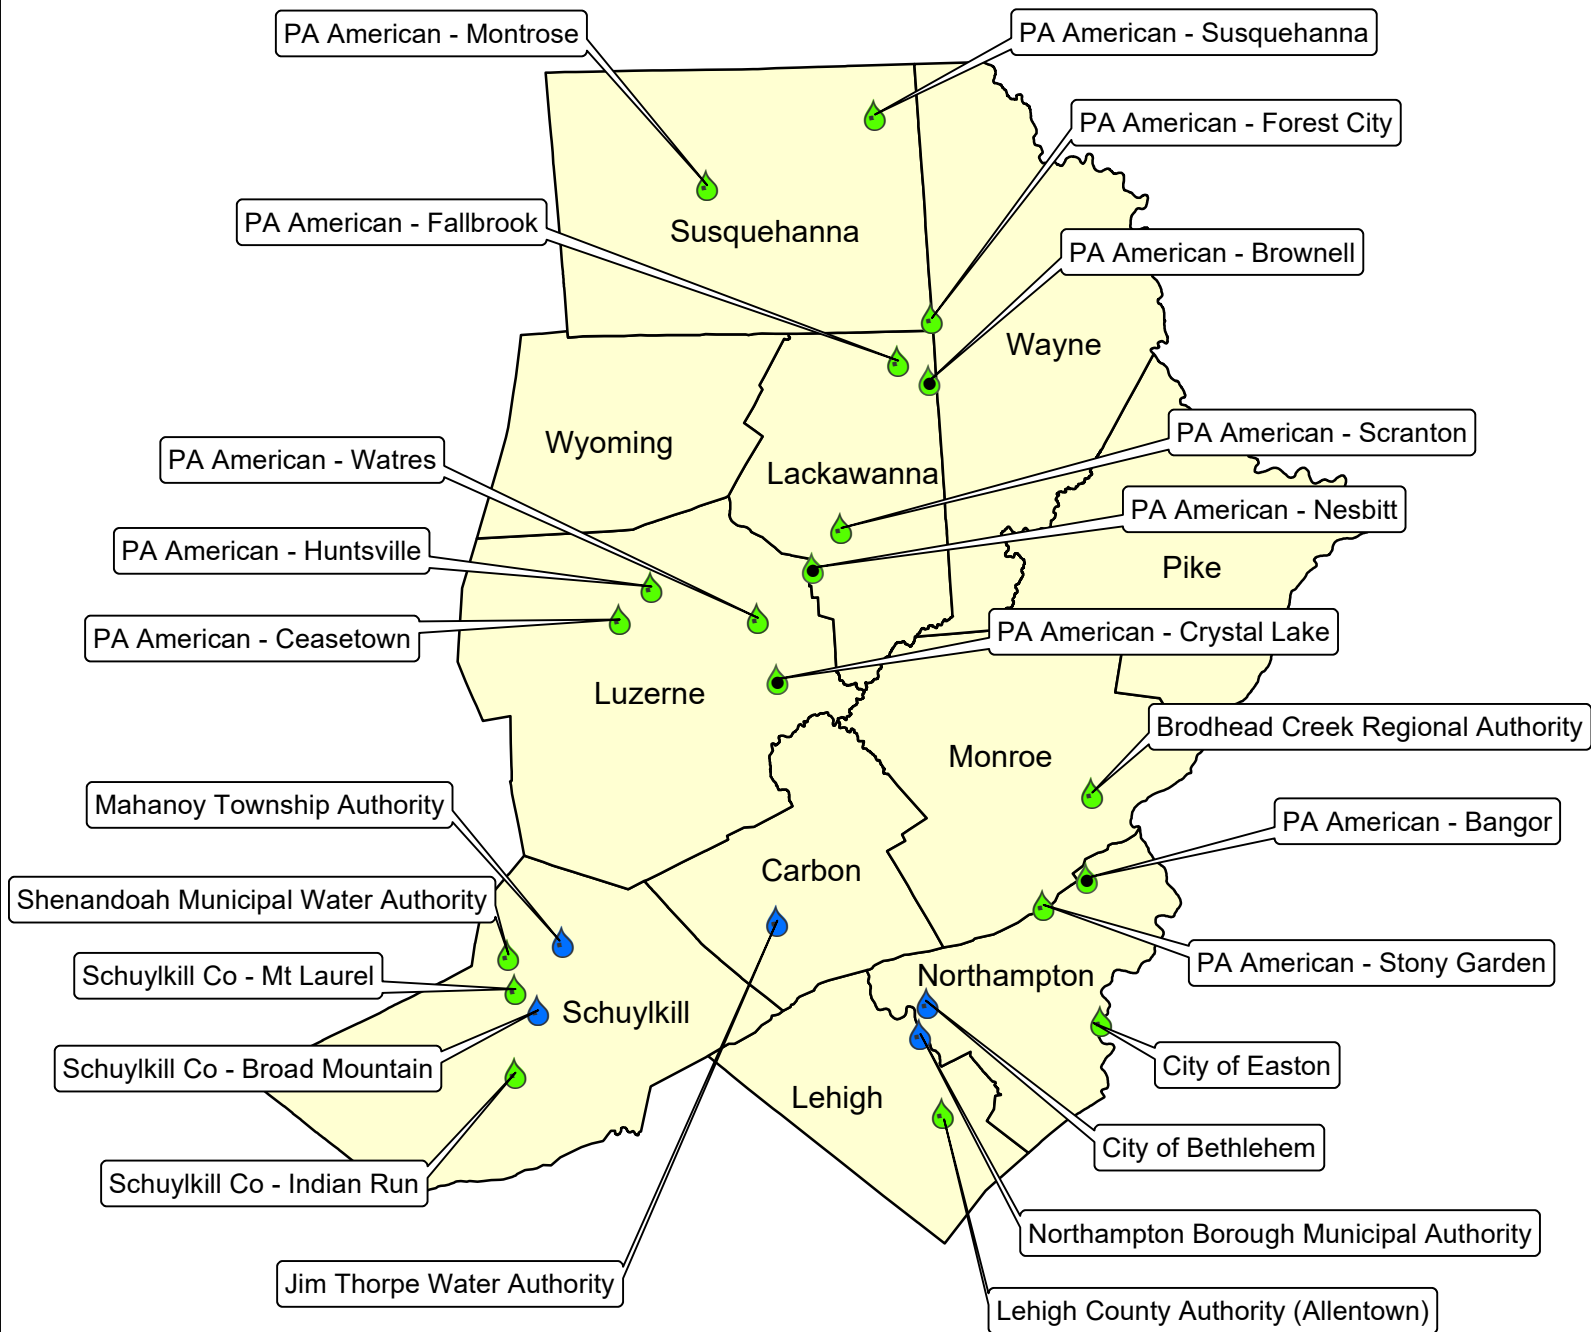 PA American - Susquehanna
PA American - Montrose
PA American - Forest City
PA American - Fallbrook
Susquehanna
PA American - Brownell
Wayne
PA American - Scranton
Wyoming
PA American - Watres
Lackawanna
PA American - Nesbitt
PA American - Huntsville
Pike
PA American - Crystal Lake
PA American - Ceasetown
Luzerne
Brodhead Creek Regional Authority
Monroe
Mahanoy Township Authority
PA American - Bangor
Carbon
Shenandoah Municipal Water Authority
PA American - Stony Garden
Schuylkill Co - Mt Laurel
Northampton
Schuylkill
City of Easton
Schuylkill Co - Broad Mountain
Lehigh
City of Bethlehem
Schuylkill Co - Indian Run
Northampton Borough Municipal Authority
Jim Thorpe Water Authority
Lehigh County Authority (Allentown)